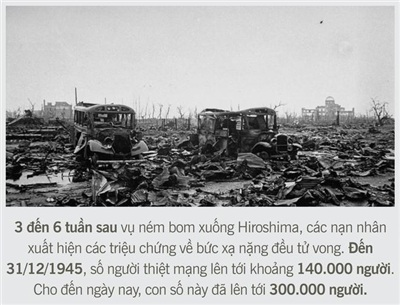 3 đến 6 tuần sau vụ ném bom xuống Hiroshima, các nạn nhân
xuất hiện các triệu chứng về bức xạ nặng đều tử vong. Đến
31/12/1945, số người thiệt mạng lên tới khoảng 140.000 người.
Cho đến ngày nay, con số này đã lên tới 300.000 người.